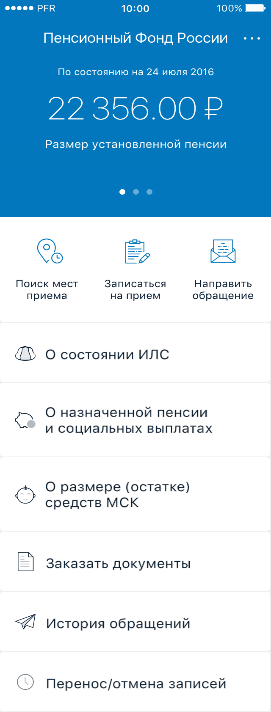 PFR 10:00 100%
Пенсионный Фонд России
По состоянию на 24 июля 2016
22 356.00 ₽
Размер установленной пенсии
Поиск мест
приема
Записаться
на прием
Направить
обращение
О состоянии ИЛС
О назначенной пенсии
и социальных выплатах
О размере (остатке)
средств МСК
Заказать документы
История обращений
Перенос/отмена записей